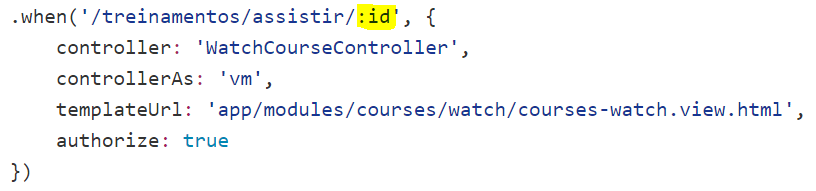 .when('/treinamentos/assistir/:id', {
    controller: 'WatchCourseController',
    controllerAs: 'vm',
    templateUrl: 'app/modules/courses/watch/courses-watch.view.html',
    authorize: true
})